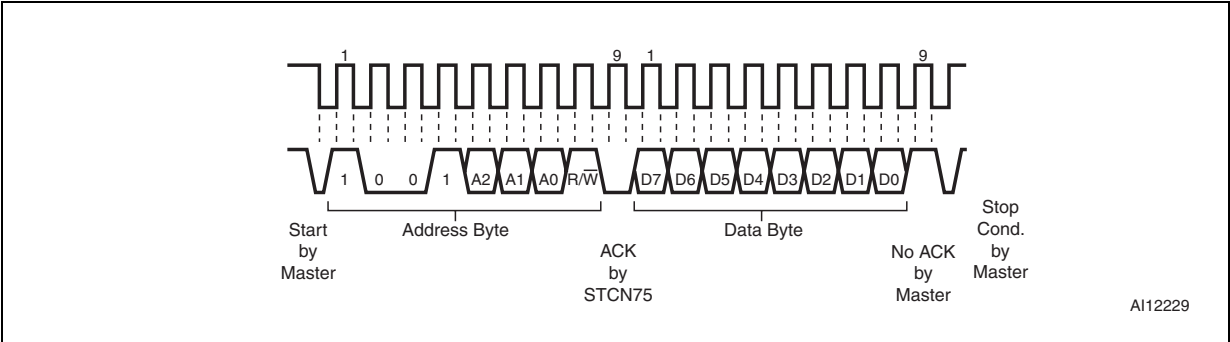 1 9 1 9
1 0 0 1 A2 A1 A0 R/W̅ D7 D6 D5 D4 D3 D2 D1 D0
Start
by
Master
Address Byte
ACK
by
STCN75
Data Byte
No ACK
by
Master
Stop
Cond.
by
Master
AI12229